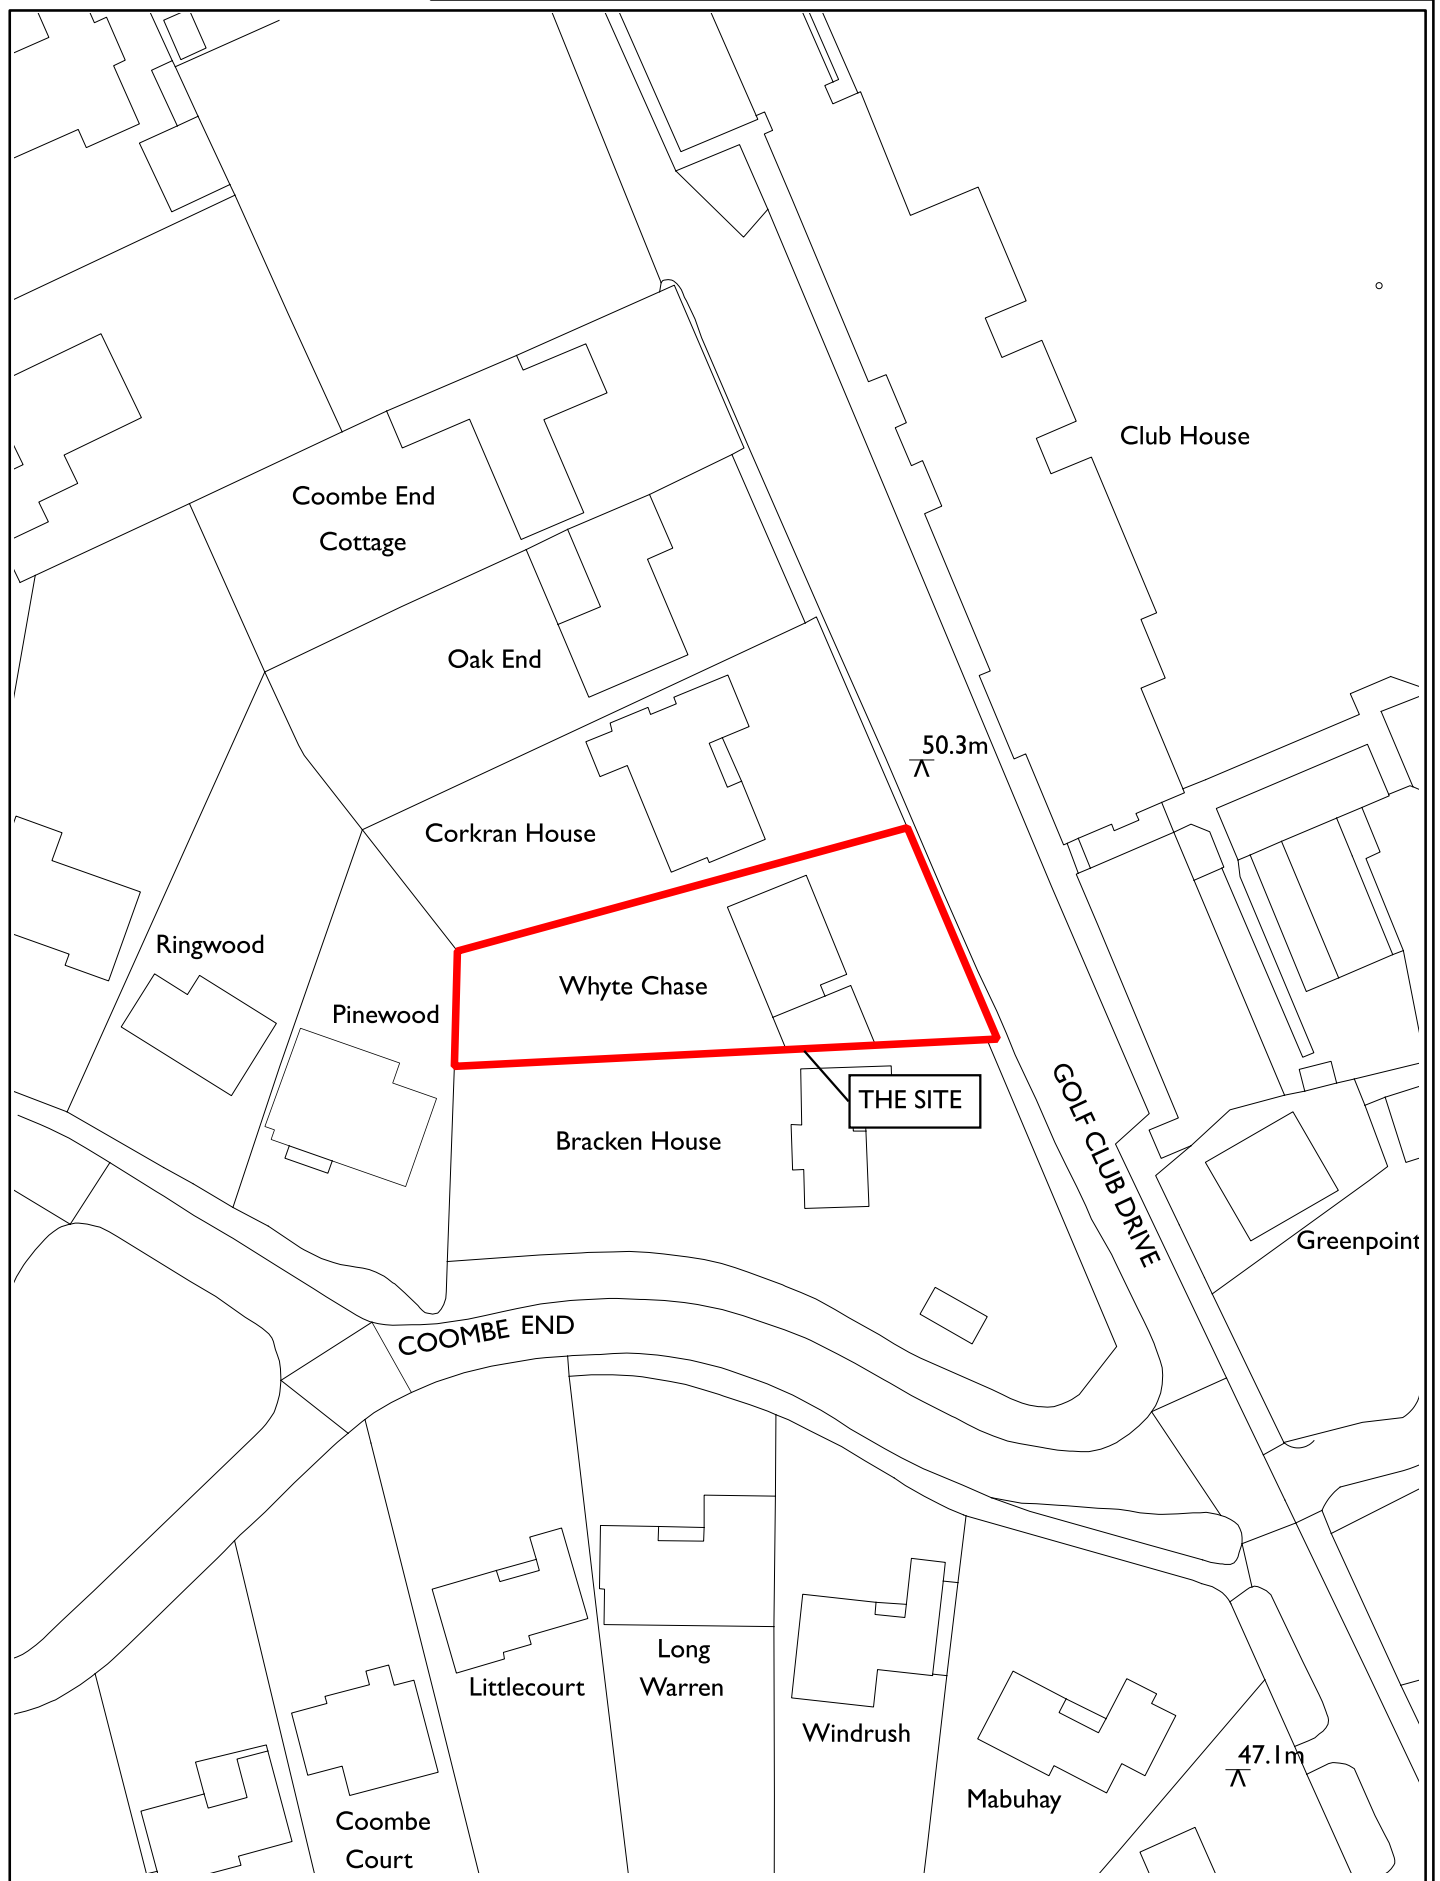 Club House
Coombe End
Cottage
Oak End
50.3m
Corkran House
Ringwood
Whyte Chase
Pinewood
THE SITE
Bracken House
GOLF CLUB DRIVE
Greenpoint
COOMBE END
Long
Warren
Littlecourt
Windrush
47.1m
Mabuhay
Coombe
Court